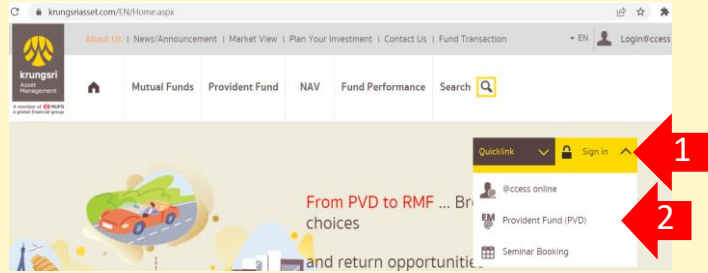 krungsriasset.com/EN/Home.aspx
About Us | News/Announcement | Market View | Plan Your Investment | Contact Us | Fund Transaction
EN
Login@ccess
krungsri
Asset
Management
A member of MUFG
a global financial group
Mutual Funds
Provident Fund
NAV
Fund Performance
Search
Quicklink
Sign in
1
@ccess online
Provident Fund (PVD)
2
Seminar Booking
From PVD to RMF ... Br
choices
and return opportunities